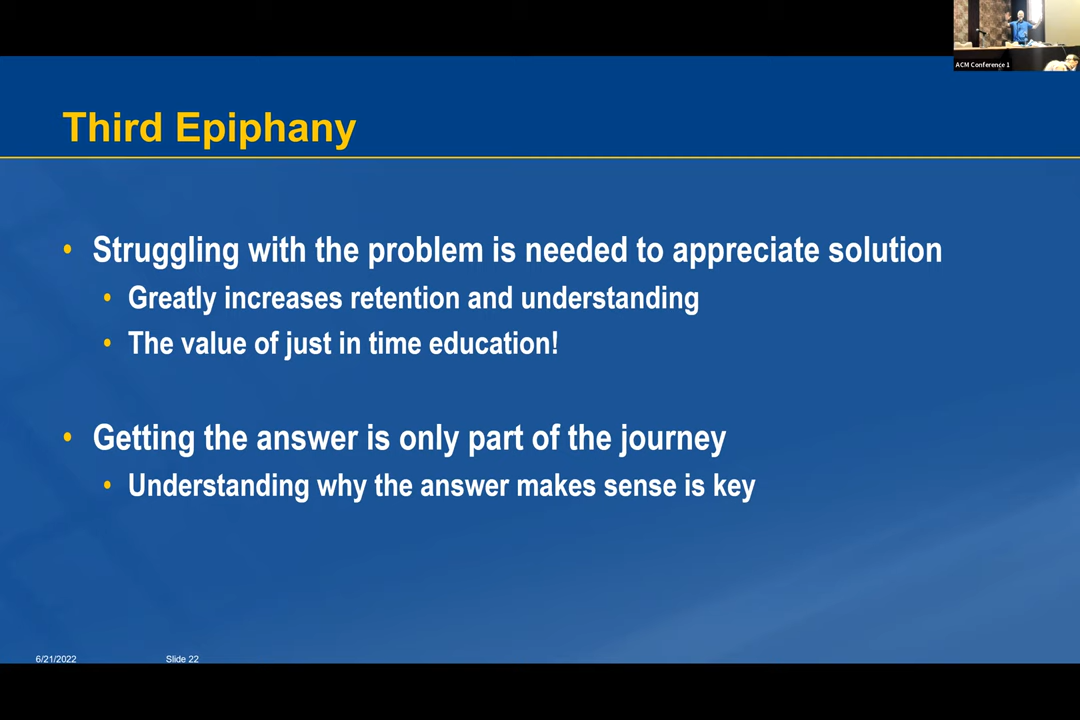 ACM Conference 1
Third Epiphany
• Struggling with the problem is needed to appreciate solution
• Greatly increases retention and understanding
• The value of just in time education!
• Getting the answer is only part of the journey
• Understanding why the answer makes sense is key
6/21/2022 Slide 22